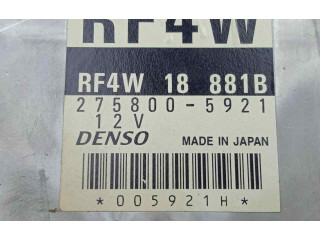 RF4W
RF4W 18 881B
275800-5921
12V
DENSO MADE IN JAPAN
*005921H*